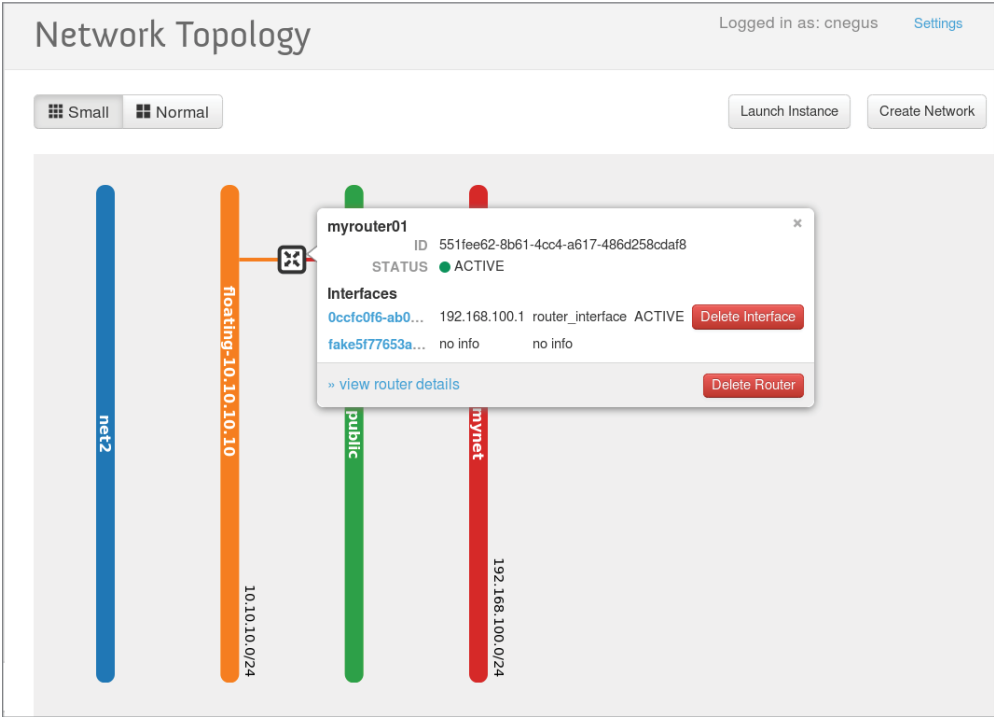 Network Topology
Logged in as: cnegus
Settings
Small
Normal
Launch Instance
Create Network
myrouter01
ID 551fee62-8b61-4cc4-a617-486d258cdaf8
STATUS ACTIVE
Interfaces
0ccfc0f6-ab0... 192.168.100.1 router_interface ACTIVE Delete Interface
fake5f77653a... no info no info
» view router details
Delete Router
net2
floating-10.10.10.10
10.10.10.0/24
public
mynet
192.168.100.0/24